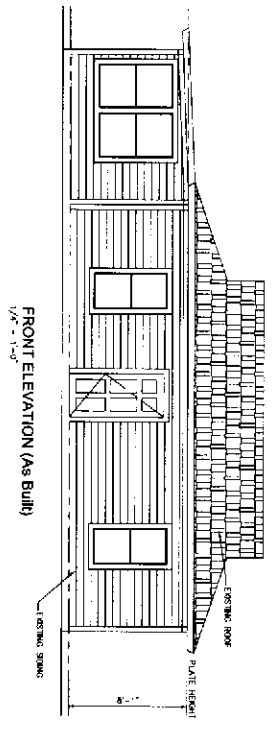 EXISTING ROOF
PLATE HEIGHT
EXISTING SIDING
FRONT ELEVATION (As Built)
1/4" = 1'-0"